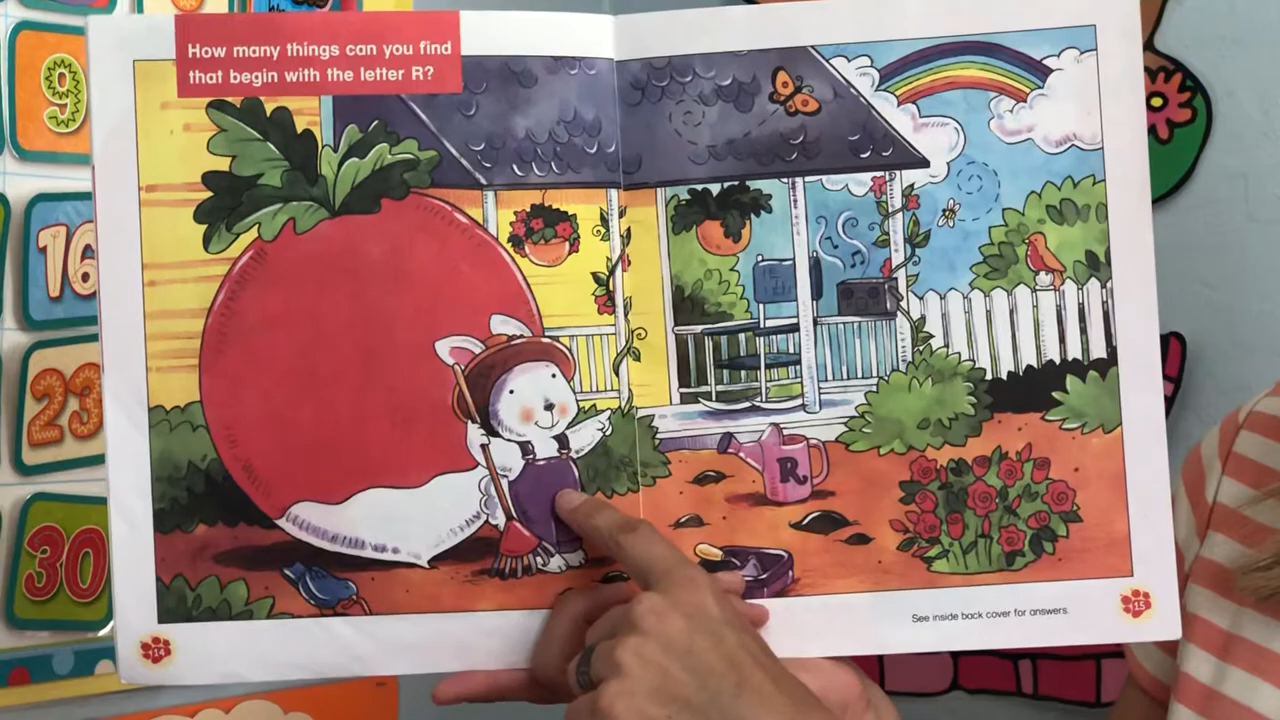 How many things can you find
that begin with the letter R?
9
16
23
30
R
See inside back cover for answers.
14
15